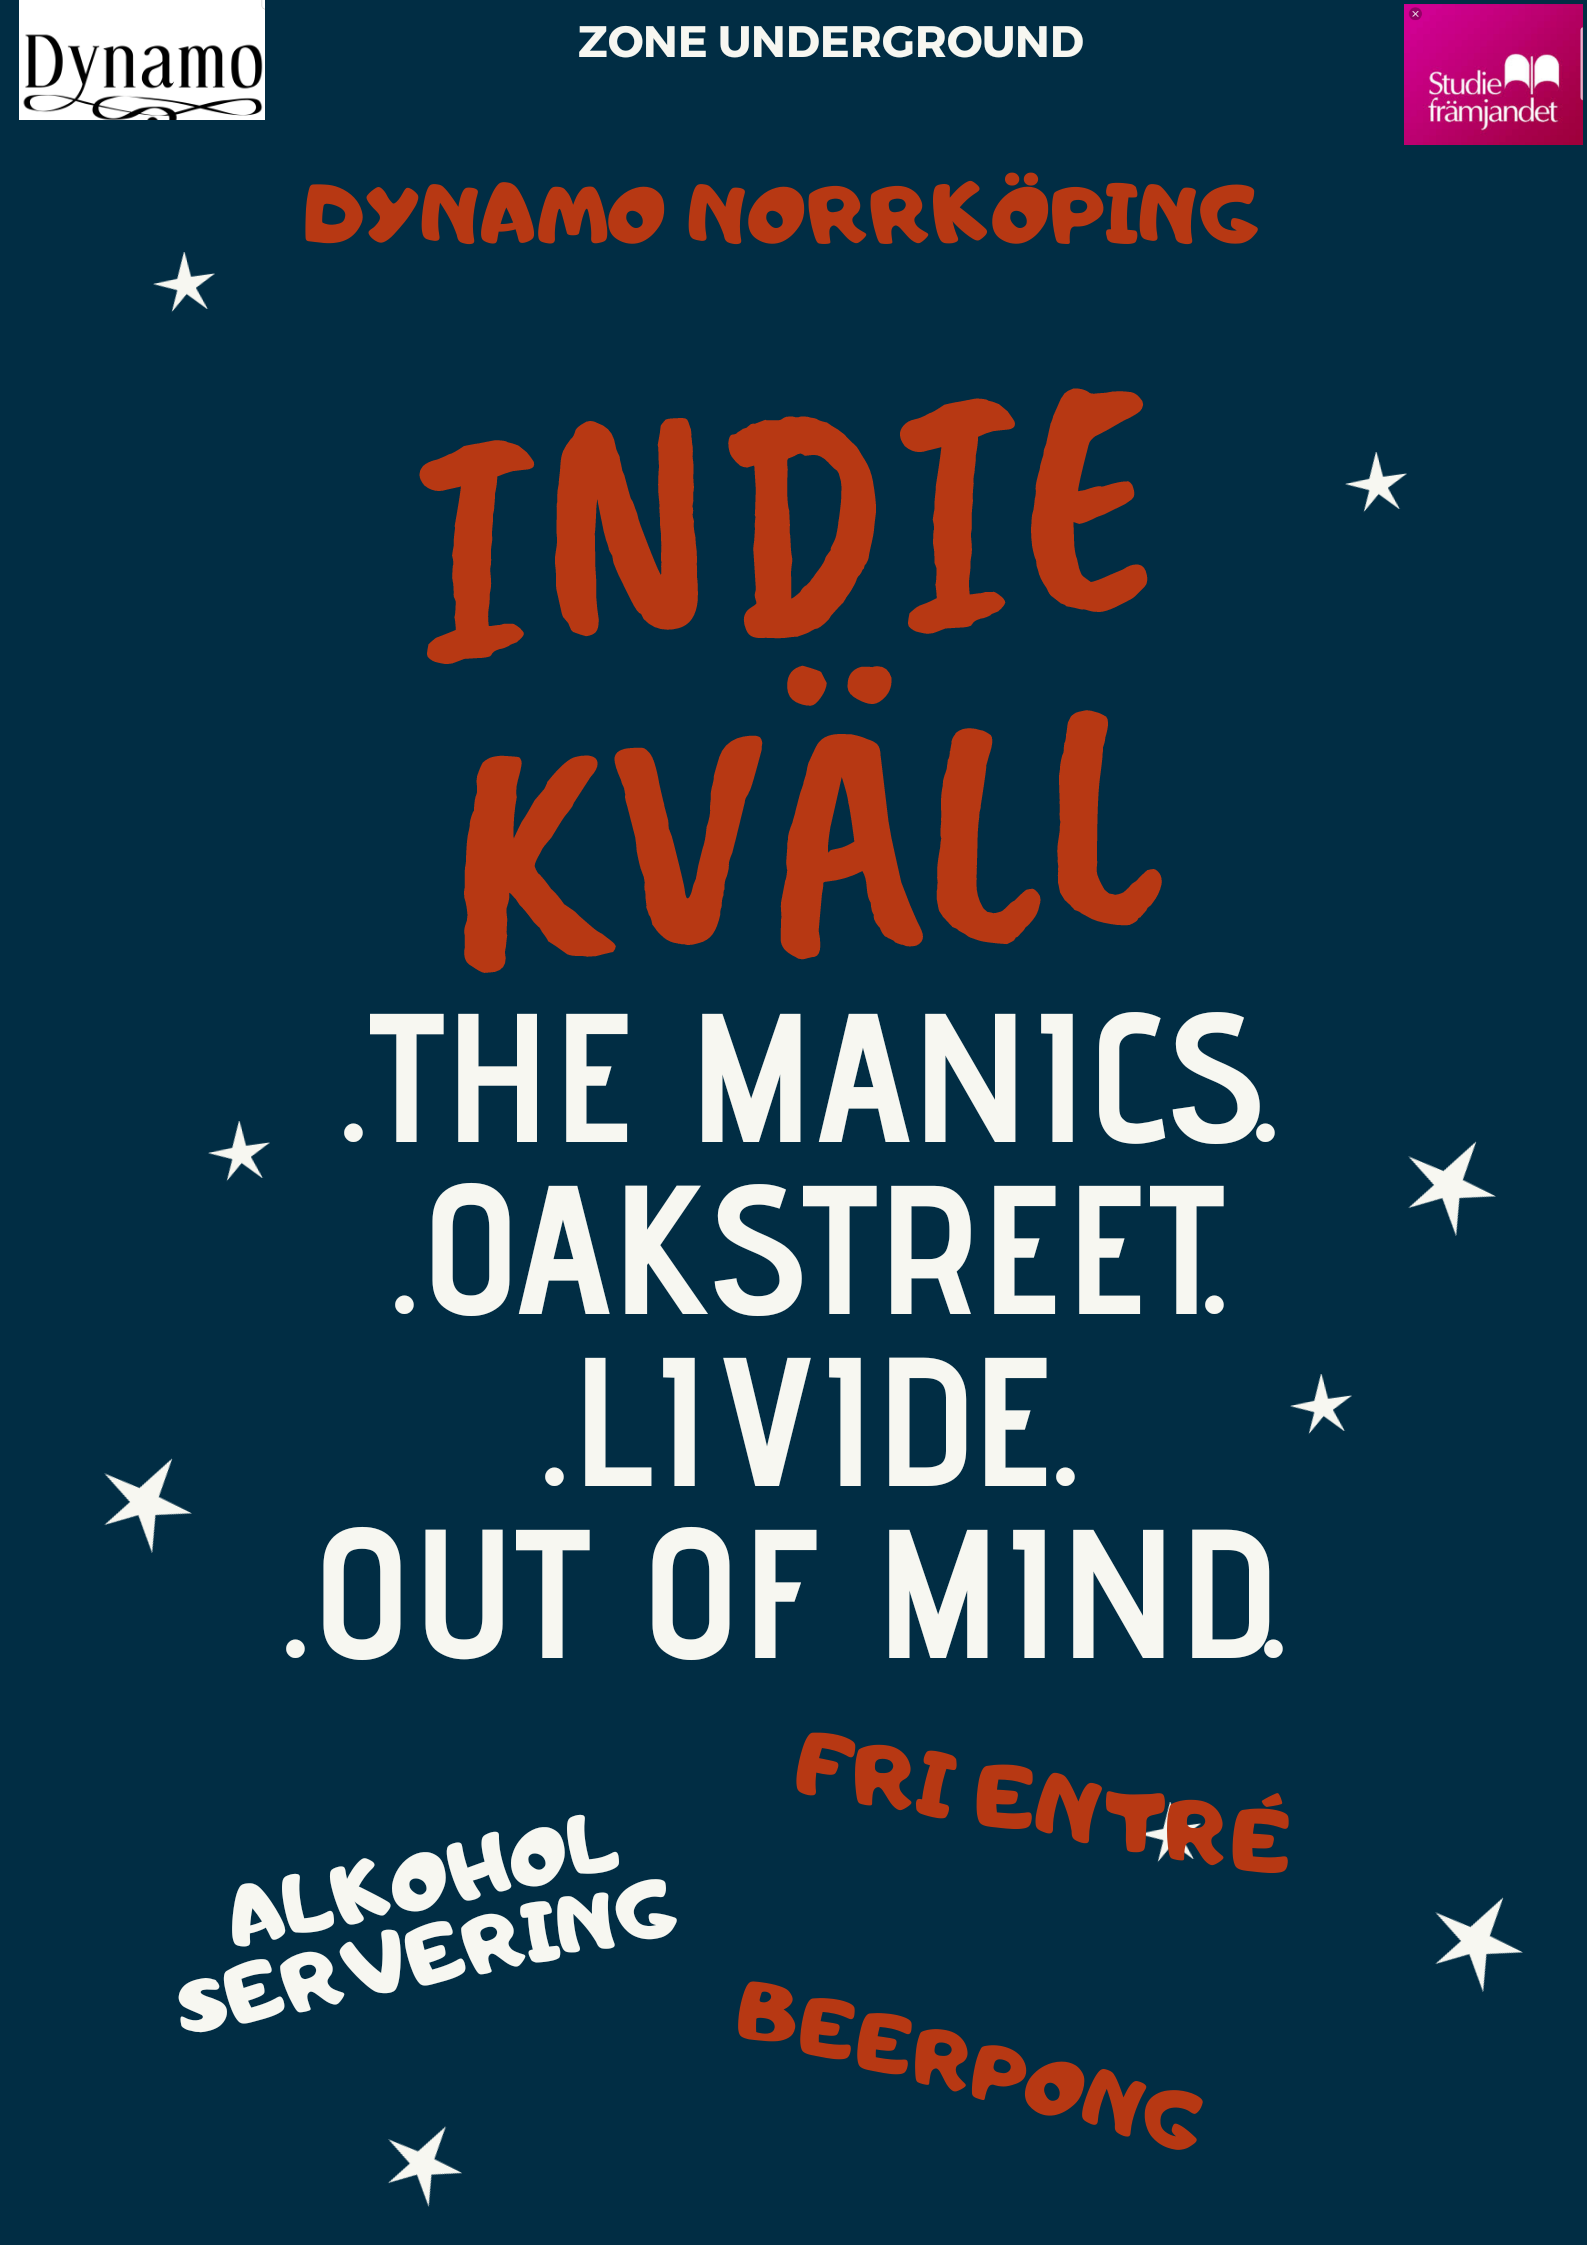 Dynamo
ZONE UNDERGROUND
Studie
främjandet
DYNAMO NORRKÖPING
INDIE
KVÄLL
.THE MANICS.
.OAKSTREET.
.LIVIDE.
.OUT OF MIND.
FRI ENTRÉ
ALKOHOL
SERVERING
BEERPONG